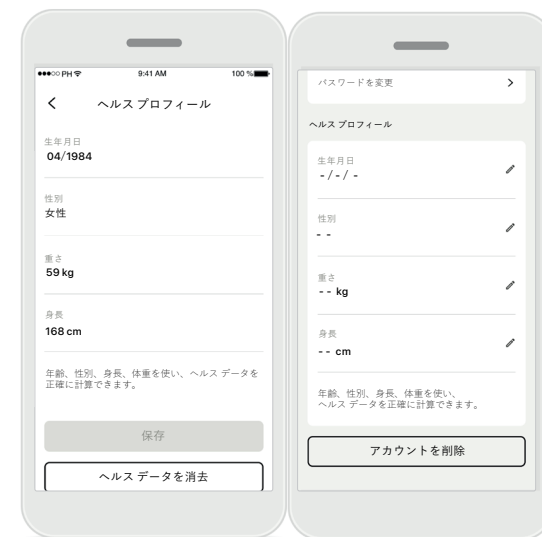 ●●●○○ PH 9:41 AM 100 %
ヘルス プロフィール
生年月日
04/1984
性別
女性
重さ
59 kg
身長
168 cm
年齢、性別、身長、体重を使い、ヘルス データを
正確に計算できます。
保存
ヘルス データを消去
パスワードを変更
ヘルス プロフィール
生年月日
- / - / -
性別
- -
重さ
- - kg
身長
- - cm
年齢、性別、身長、体重を使い、
ヘルス データを正確に計算できます。
アカウントを削除